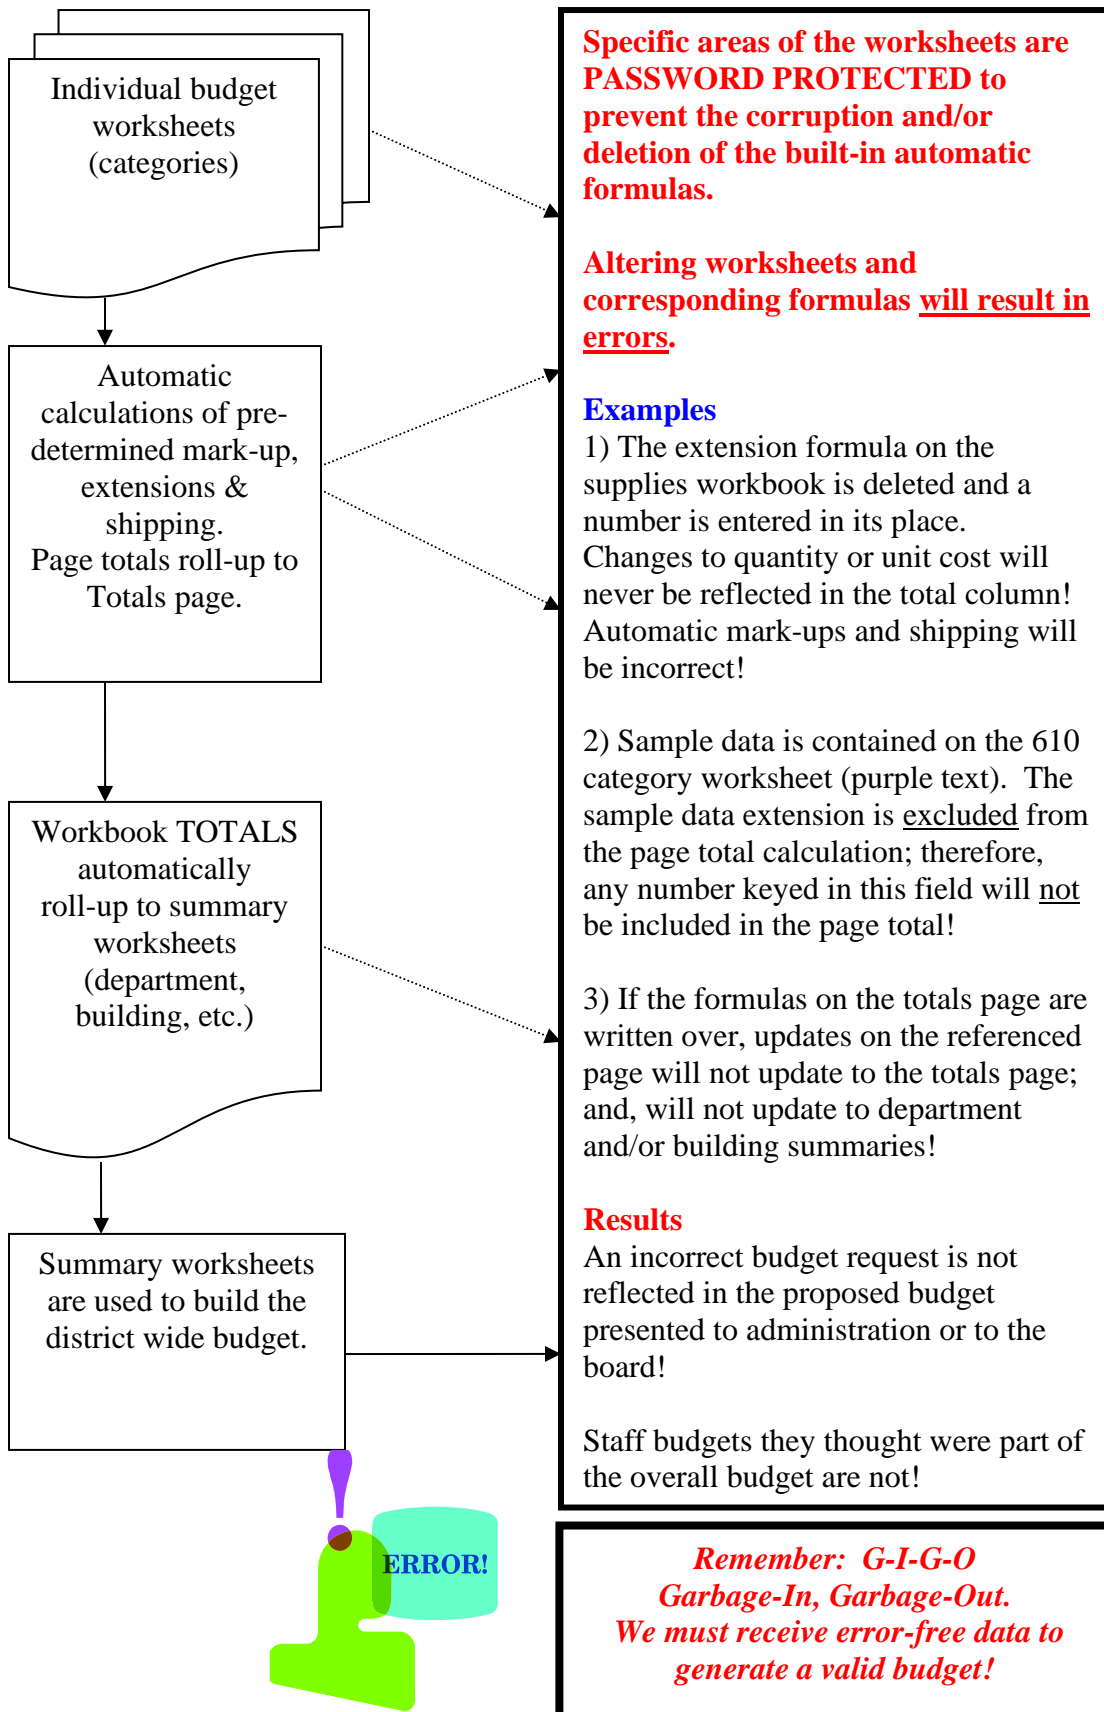 Individual budget
worksheets
(categories)
Automatic
calculations of pre-
determined mark-up,
extensions &
shipping.
Page totals roll-up to
Totals page.
Workbook TOTALS
automatically
roll-up to summary
worksheets
(department,
building, etc.)
Summary worksheets
are used to build the
district wide budget.
ERROR!
Specific areas of the worksheets are
PASSWORD PROTECTED to
prevent the corruption and/or
deletion of the built-in automatic
formulas.
Altering worksheets and
corresponding formulas will result in
errors.
Examples
1) The extension formula on the
supplies workbook is deleted and a
number is entered in its place.
Changes to quantity or unit cost will
never be reflected in the total column!
Automatic mark-ups and shipping will
be incorrect!
2) Sample data is contained on the 610
category worksheet (purple text).  The
sample data extension is excluded from
the page total calculation; therefore,
any number keyed in this field will not
be included in the page total!
3) If the formulas on the totals page are
written over, updates on the referenced
page will not update to the totals page;
and, will not update to department
and/or building summaries!
Results
An incorrect budget request is not
reflected in the proposed budget
presented to administration or to the
board!
Staff budgets they thought were part of
the overall budget are not!
Remember:  G-I-G-O
Garbage-In, Garbage-Out.
We must receive error-free data to
generate a valid budget!